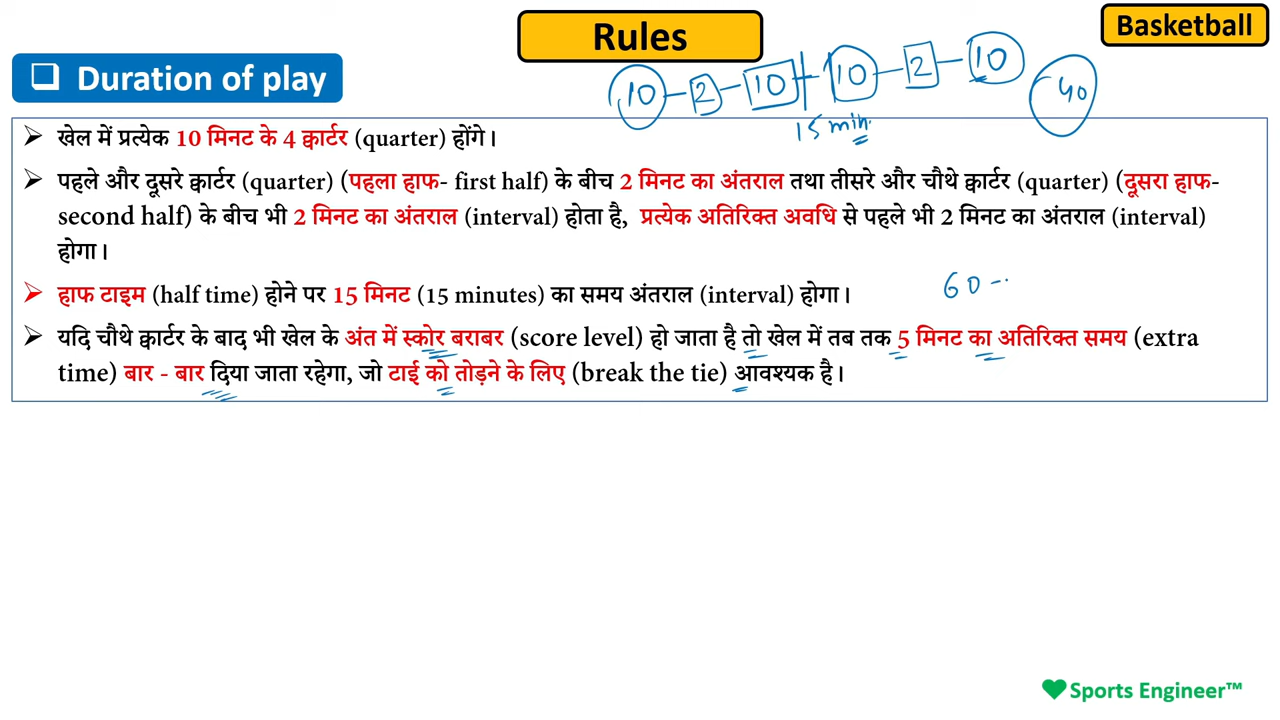 Rules
Basketball
❑ Duration of play
10 - 2 - 10 + 10 - 2 - 10
40
15 min.
➢ खेल में प्रत्येक 10 मिनट के 4 क्वार्टर (quarter) होंगे।
➢ पहले और दूसरे क्वार्टर (quarter) (पहला हाफ- first half) के बीच 2 मिनट का अंतराल तथा तीसरे और चौथे क्वार्टर (quarter) (दूसरा हाफ-
second half) के बीच भी 2 मिनट का अंतराल (interval) होता है, प्रत्येक अतिरिक्त अवधि से पहले भी 2 मिनट का अंतराल (interval)
होगा।
60 -
➢ हाफ टाइम (half time) होने पर 15 मिनट (15 minutes) का समय अंतराल (interval) होगा।
➢ यदि चौथे क्वार्टर के बाद भी खेल के अंत में स्कोर बराबर (score level) हो जाता है तो खेल में तब तक 5 मिनट का अतिरिक्त समय (extra
time) बार - बार दिया जाता रहेगा, जो टाई को तोड़ने के लिए (break the tie) आवश्यक है।
Sports Engineer™